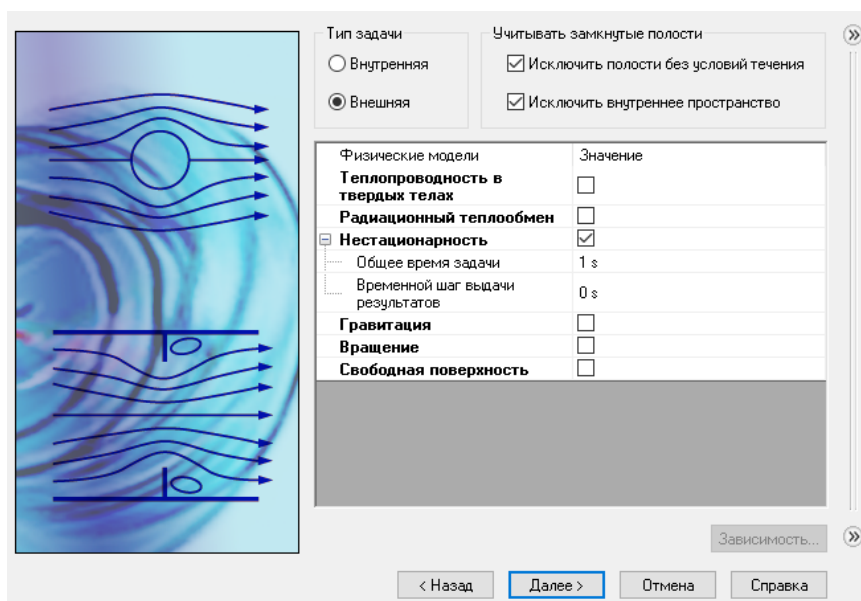 Тип задачи
Внутренняя
Внешняя
Учитывать замкнутые полости
Исключить полости без условий течения
Исключить внутреннее пространство
Физические модели Значение
Теплопроводность в
твердых телах
Радиационный теплообмен
Нестационарность
Общее время задачи 1 s
Временной шаг выдачи
результатов 0 s
Гравитация
Вращение
Свободная поверхность
Зависимость...
< Назад Далее > Отмена Справка